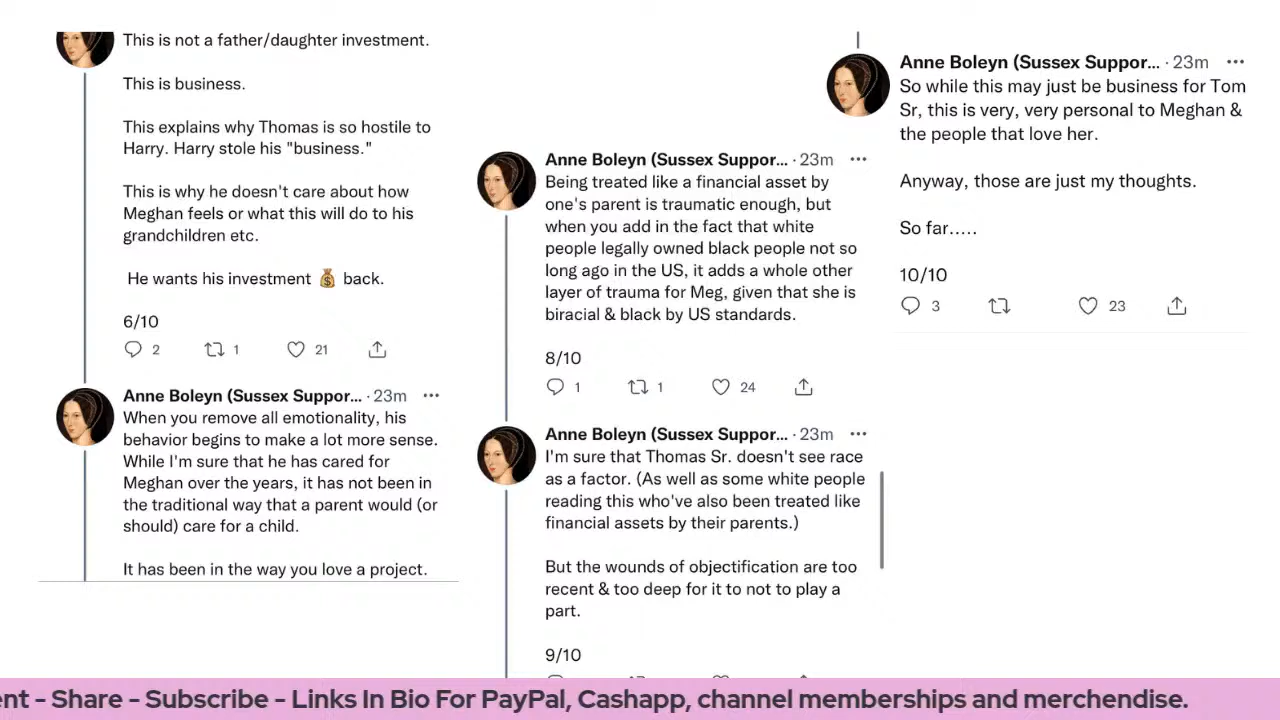 This is not a father/daughter investment.
This is business.
This explains why Thomas is so hostile to
Harry. Harry stole his "business."
This is why he doesn't care about how
Meghan feels or what this will do to his
grandchildren etc.
He wants his investment 💰 back.
6/10
2 1 21
Anne Boleyn (Sussex Suppor... · 23m ···
When you remove all emotionality, his
behavior begins to make a lot more sense.
While I'm sure that he has cared for
Meghan over the years, it has not been in
the traditional way that a parent would (or
should) care for a child.
It has been in the way you love a project.
Anne Boleyn (Sussex Suppor... · 23m ···
Being treated like a financial asset by
one's parent is traumatic enough, but
when you add in the fact that white
people legally owned black people not so
long ago in the US, it adds a whole other
layer of trauma for Meg, given that she is
biracial & black by US standards.
8/10
1 1 24
Anne Boleyn (Sussex Suppor... · 23m ···
I'm sure that Thomas Sr. doesn't see race
as a factor. (As well as some white people
reading this who've also been treated like
financial assets by their parents.)
But the wounds of objectification are too
recent & too deep for it to not to play a
part.
9/10
Anne Boleyn (Sussex Suppor... · 23m ···
So while this may just be business for Tom
Sr, this is very, very personal to Meghan &
the people that love her.
Anyway, those are just my thoughts.
So far.....
10/10
3 23
ent - Share - Subscribe - Links In Bio For PayPal, Cashapp, channel memberships and merchendise.